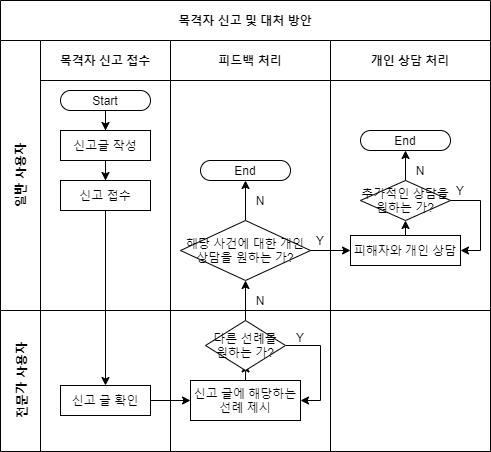 목격자 신고 및 대처 방안
목격자 신고 접수
피드백 처리
개인 상담 처리
일반 사용자
Start
신고글 작성
신고 접수
End
N
해당 사건에 대한 개인
상담을 원하는 가?
Y
End
N
추가적인 상담을
원하는 가?
Y
피해자와 개인 상담
N
전문가 사용자
다른 선례를
원하는 가?
Y
신고 글 확인
신고 글에 해당하는
선례 제시